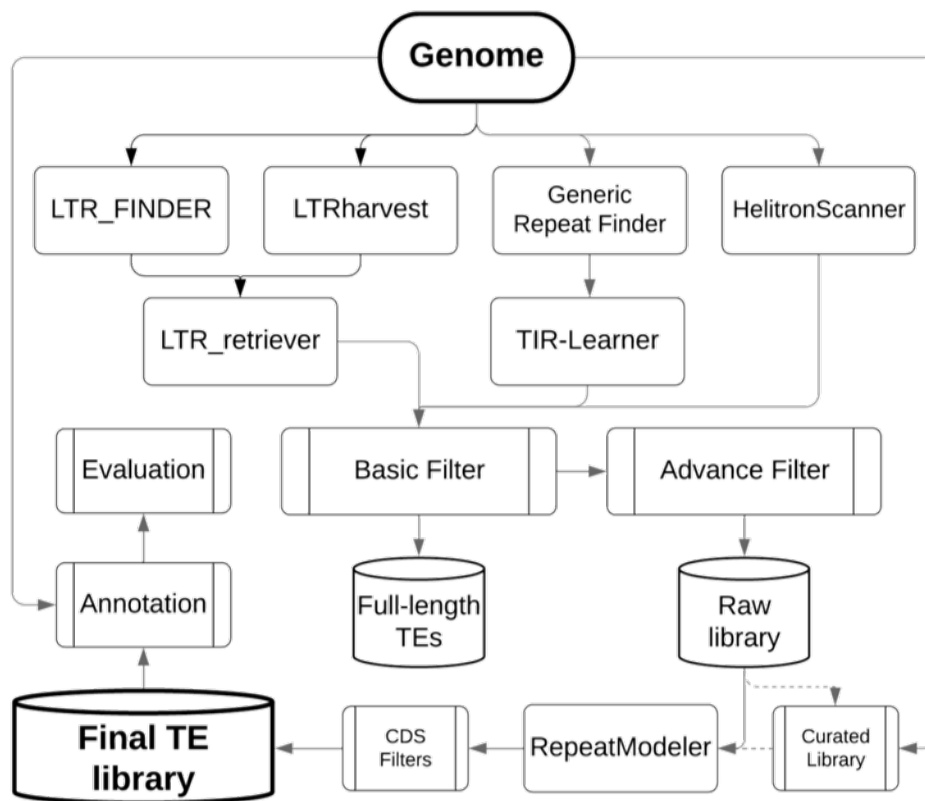 Genome
LTR_FINDER
LTRharvest
Generic
Repeat Finder
HelitronScanner
LTR_retriever
TIR-Learner
Evaluation
Basic Filter
Advance Filter
Annotation
Full-length
TEs
Raw
library
Final TE
library
CDS
Filters
RepeatModeler
Curated
Library